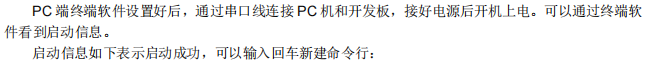 PC 端终端软件设置好后，通过串口线连接 PC 机和开发板，接好电源后开机上电。可以通过终端软
件看到启动信息。
启动信息如下表示启动成功，可以输入回车新建命令行：